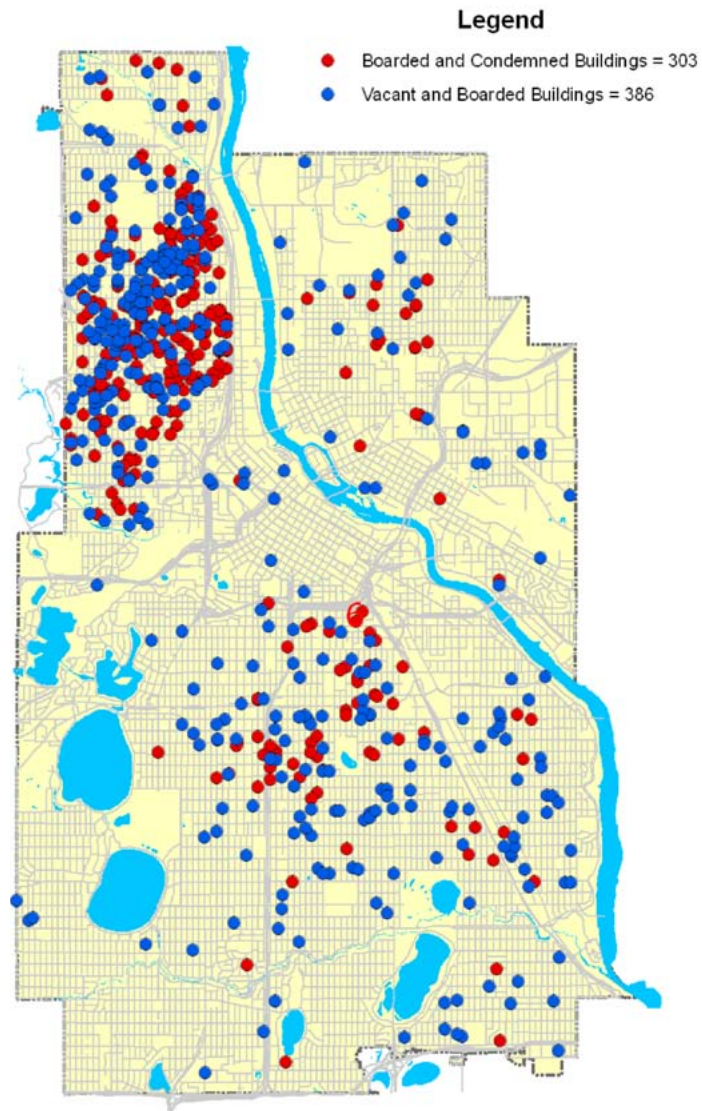 Legend
Boarded and Condemned Buildings = 303
Vacant and Boarded Buildings = 386